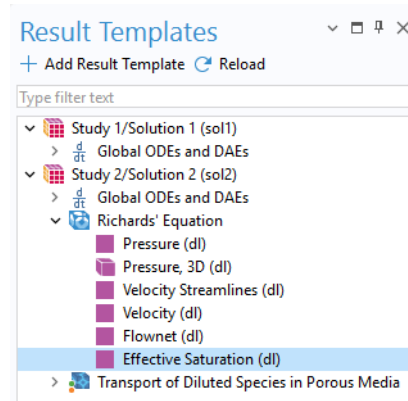 Result Templates
Add Result Template Reload
Type filter text
Study 1/Solution 1 (sol1)
d/dt Global ODEs and DAEs
Study 2/Solution 2 (sol2)
d/dt Global ODEs and DAEs
Richards' Equation
Pressure (dl)
Pressure, 3D (dl)
Velocity Streamlines (dl)
Velocity (dl)
Flownet (dl)
Effective Saturation (dl)
Transport of Diluted Species in Porous Media